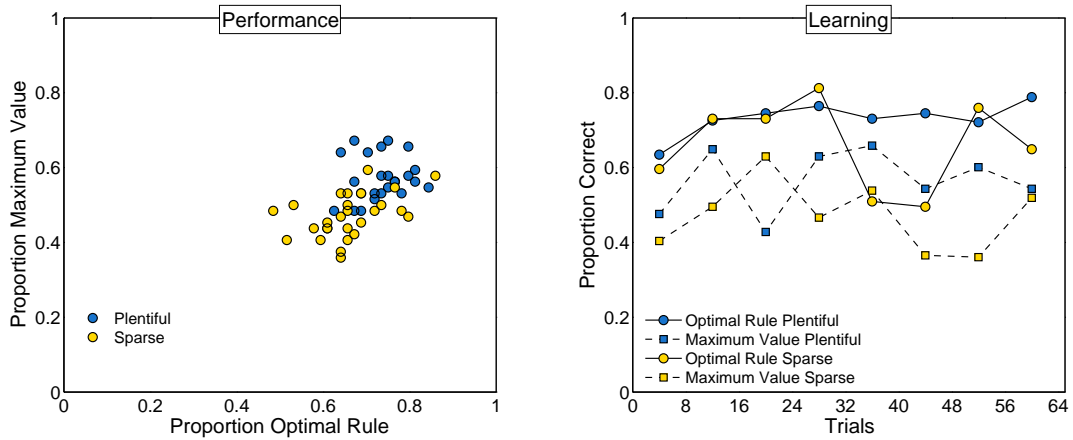 Performance
Proportion Maximum Value
1
0.8
0.6
0.4
0.2
0
Plentiful
Sparse
0
0.2
0.4
0.6
0.8
1
Proportion Optimal Rule
Learning
Proportion Correct
1
0.8
0.6
0.4
0.2
0
Optimal Rule Plentiful
Maximum Value Plentiful
Optimal Rule Sparse
Maximum Value Sparse
0
8
16
24
32
40
48
56
64
Trials